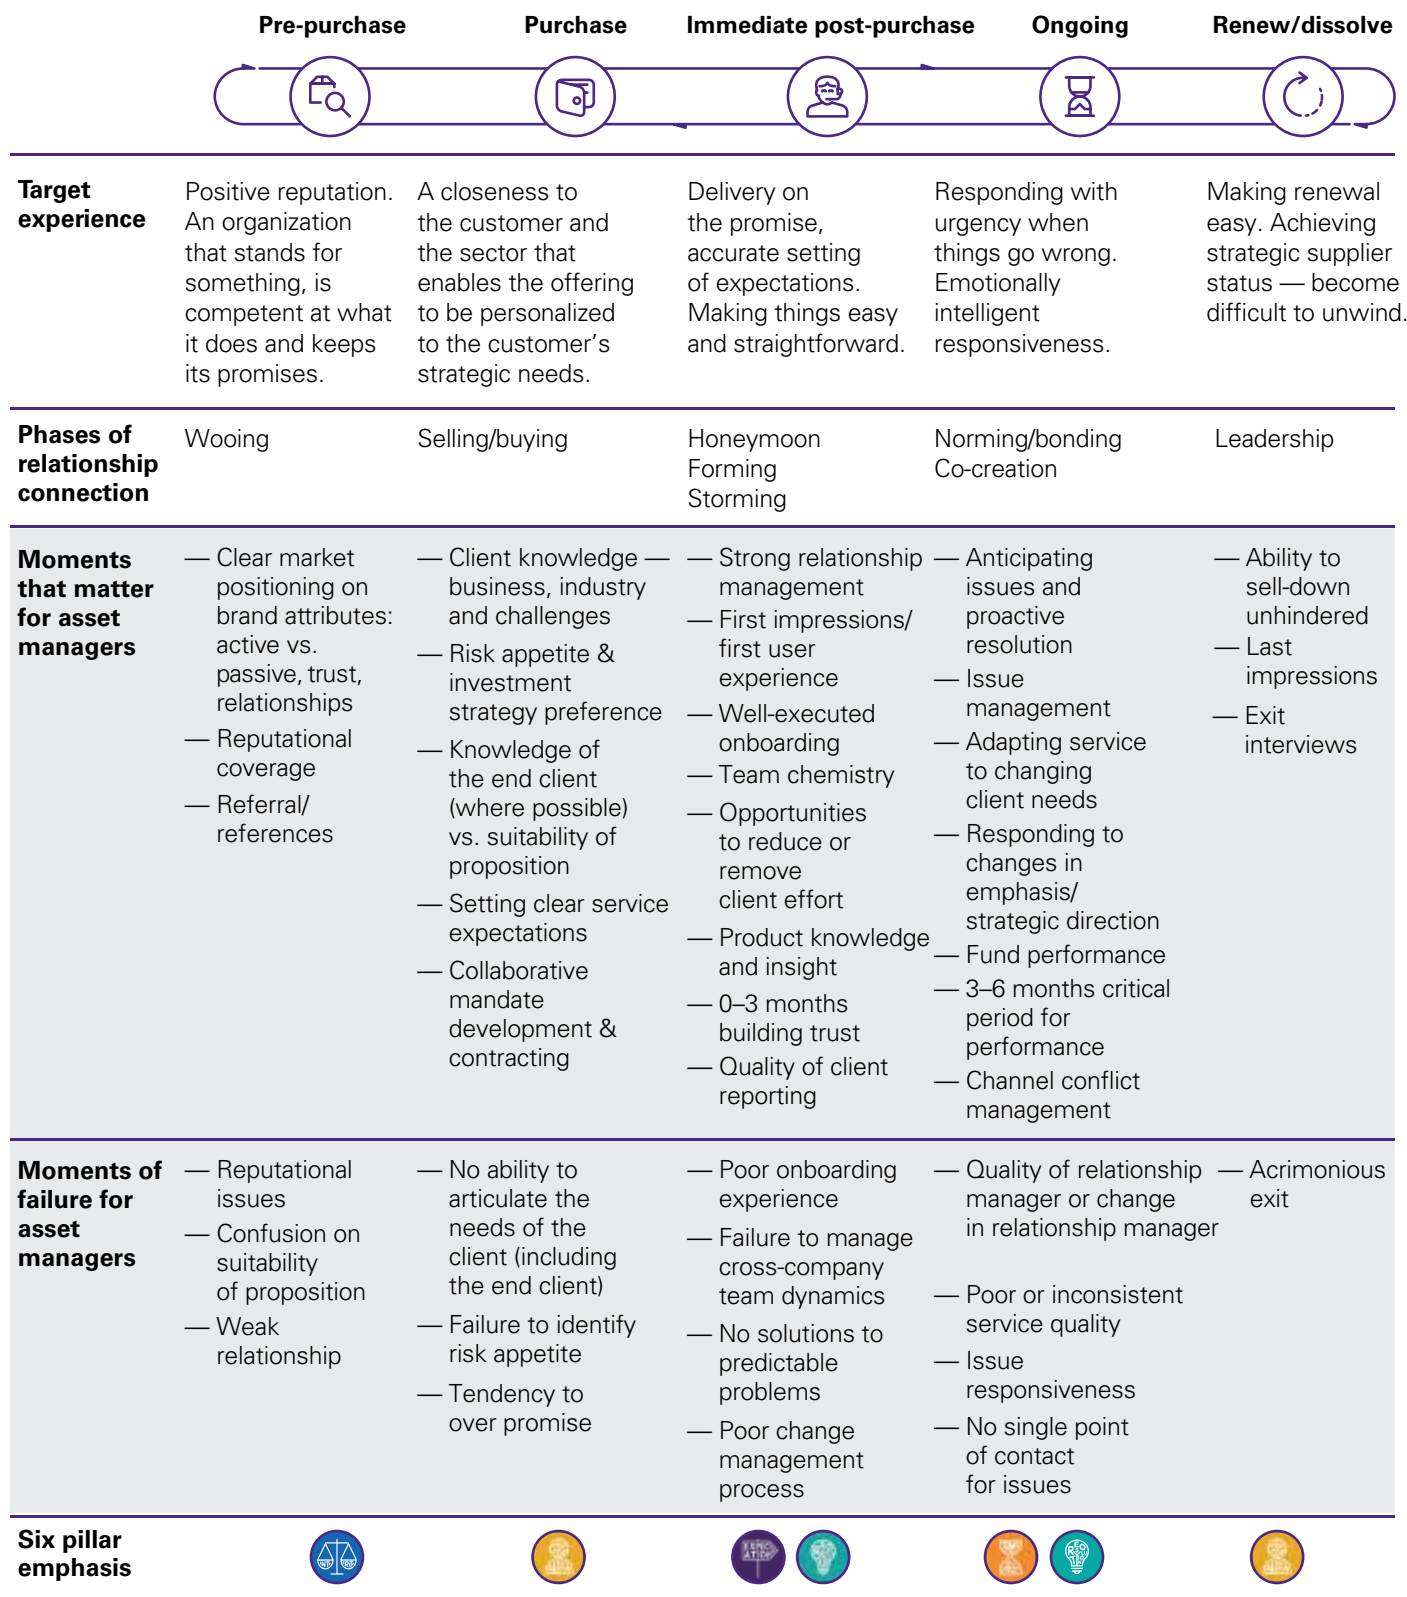 Pre-purchase
Purchase
Immediate post-purchase
Ongoing
Renew/dissolve
Target
experience
Positive reputation.
An organization
that stands for
something, is
competent at what
it does and keeps
its promises.
A closeness to
the customer and
the sector that
enables the offering
to be personalized
to the customer’s
strategic needs.
Delivery on
the promise,
accurate setting
of expectations.
Making things easy
and straightforward.
Responding with
urgency when
things go wrong.
Emotionally
intelligent
responsiveness.
Making renewal
easy. Achieving
strategic supplier
status — become
difficult to unwind.
Phases of
relationship
connection
Wooing
Selling/buying
Honeymoon
Forming
Storming
Norming/bonding
Co-creation
Leadership
Moments
that matter
for asset
managers
— Clear market
positioning on
brand attributes:
active vs.
passive, trust,
relationships
— Reputational
coverage
— Referral/
references
— Client knowledge —
business, industry
and challenges
— Risk appetite &
investment
strategy preference
— Knowledge of
the end client
(where possible)
vs. suitability of
proposition
— Setting clear service
expectations
— Collaborative
mandate
development &
contracting
— Strong relationship
management
— First impressions/
first user
experience
— Well-executed
onboarding
— Team chemistry
— Opportunities
to reduce or
remove
client effort
— Product knowledge
and insight
— 0–3 months
building trust
— Quality of client
reporting
— Anticipating
issues and
proactive
resolution
— Issue
management
— Adapting service
to changing
client needs
— Responding to
changes in
emphasis/
strategic direction
— Fund performance
— 3–6 months critical
period for
performance
— Channel conflict
management
— Ability to
sell-down
unhindered
— Last
impressions
— Exit
interviews
Moments of
failure for
asset
managers
— Reputational
issues
— Confusion on
suitability
of proposition
— Weak
relationship
— No ability to
articulate the
needs of the
client (including
the end client)
— Failure to identify
risk appetite
— Tendency to
over promise
— Poor onboarding
experience
— Failure to manage
cross-company
team dynamics
— No solutions to
predictable
problems
— Poor change
management
process
— Quality of relationship
manager or change
in relationship manager
— Poor or inconsistent
service quality
— Issue
responsiveness
— No single point
of contact
for issues
— Acrimonious
exit
Six pillar
emphasis